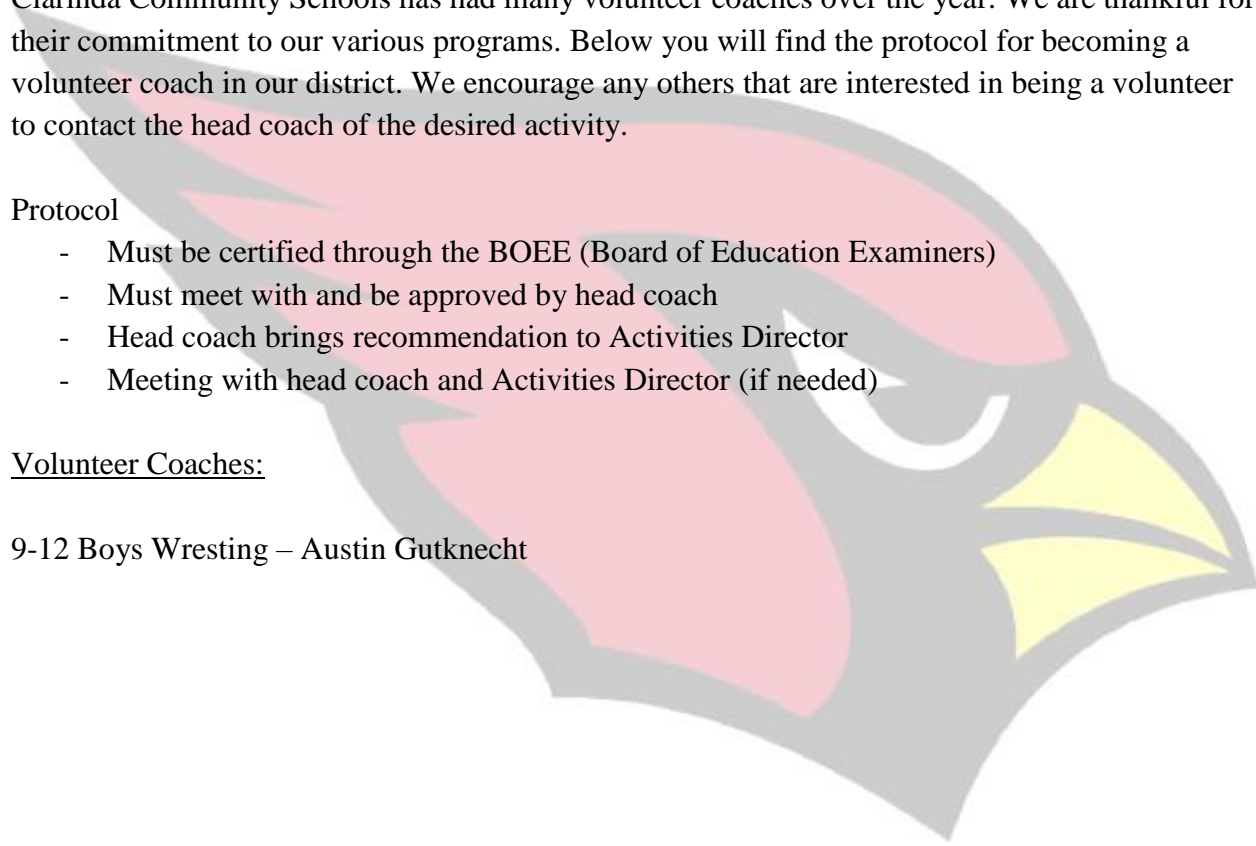 Clarinda Community Schools has had many volunteer coaches over the year. We are thankful for
their commitment to our various programs. Below you will find the protocol for becoming a
volunteer coach in our district. We encourage any others that are interested in being a volunteer
to contact the head coach of the desired activity.
Protocol
- Must be certified through the BOEE (Board of Education Examiners)
- Must meet with and be approved by head coach
- Head coach brings recommendation to Activities Director
- Meeting with head coach and Activities Director (if needed)
Volunteer Coaches:
9-12 Boys Wresting – Austin Gutknecht